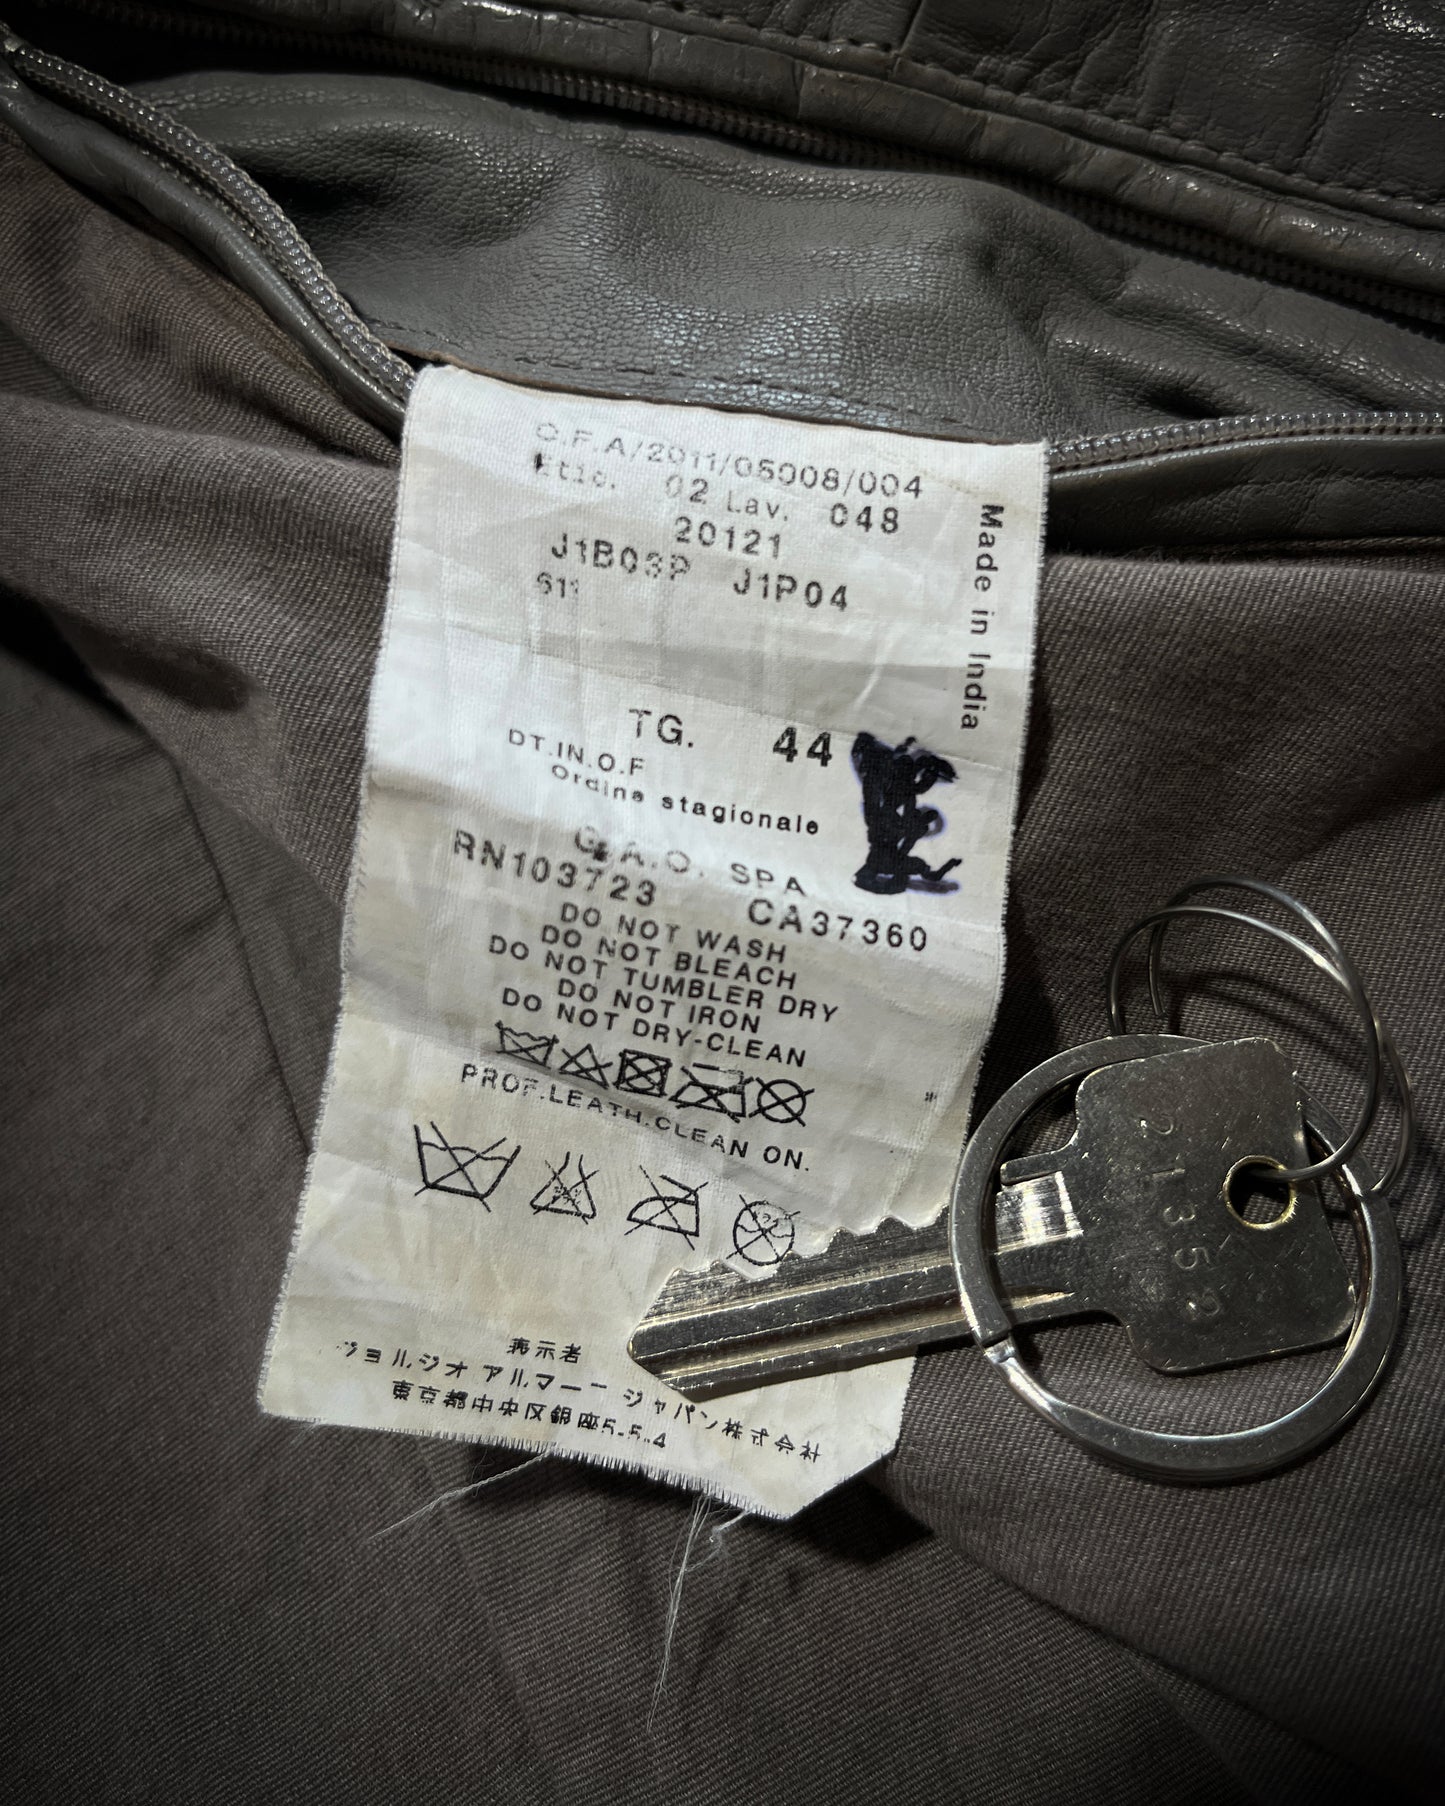 C.F.A/2011/05008/004
Etic. 02 Lav. 048
20121
J1B03P J1P04
611
Made in India
TG. 44
DT.IN.O.F
Ordine stagionale
G.A.O. SPA
RN103723 CA37360
DO NOT WASH
DO NOT BLEACH
DO NOT TUMBLER DRY
DO NOT IRON
DO NOT DRY-CLEAN
PROF.LEATH.CLEAN ON.
表示者
ジョルジオ アルマーニ ジャパン株式会社
東京都中央区銀座5-5-4
21352